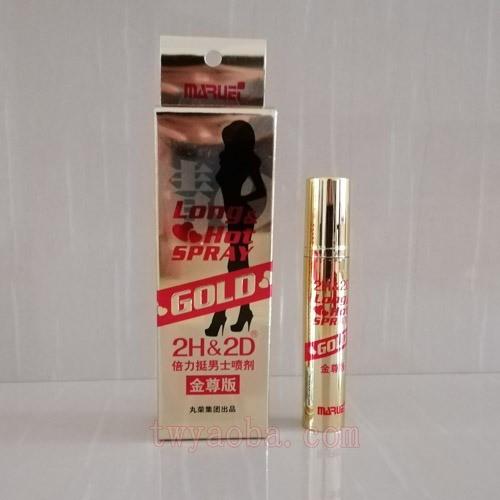 MARUEI
Long &
Hot
SPRAY
GOLD
2H&2D®
倍力挺男士喷剂
金尊版
丸荣集团出品
2H&2D
Long &
Hot
SPRAY
GOLD
金尊版
MARUEI
twyaoba.com